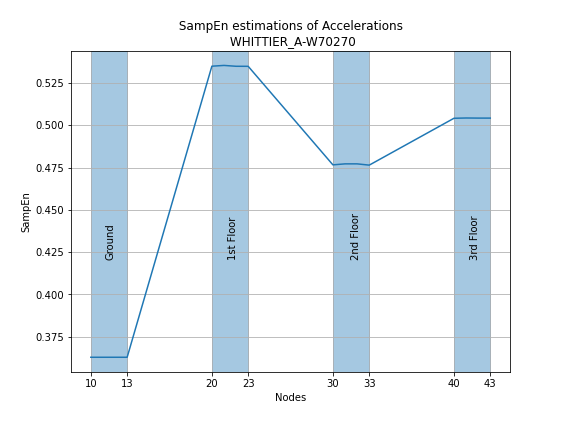 SampEn estimations of Accelerations
WHITTIER_A-W70270
SampEn
0.525
0.500
0.475
0.450
0.425
0.400
0.375
Ground
1st Floor
2nd Floor
3rd Floor
10 13 20 23 30 33 40 43
Nodes